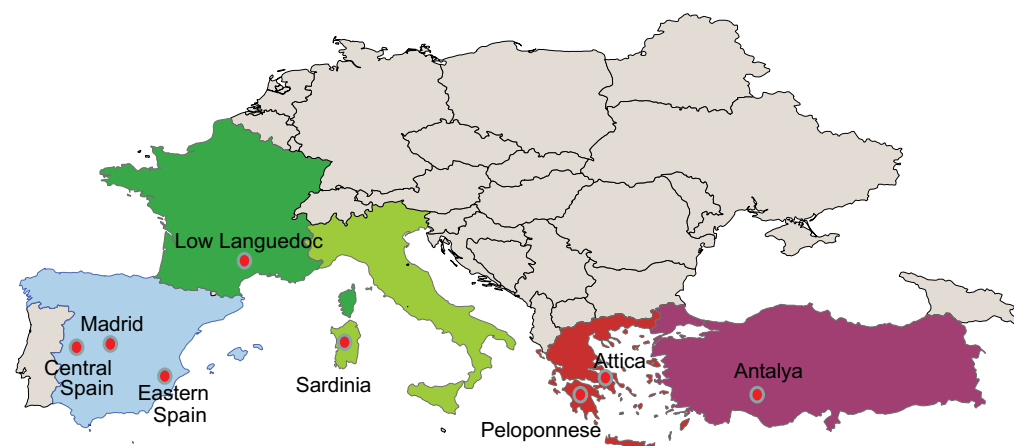 Low Languedoc
Madrid
Central
Spain
Eastern
Spain
Sardinia
Attica
Peloponnese
Antalya